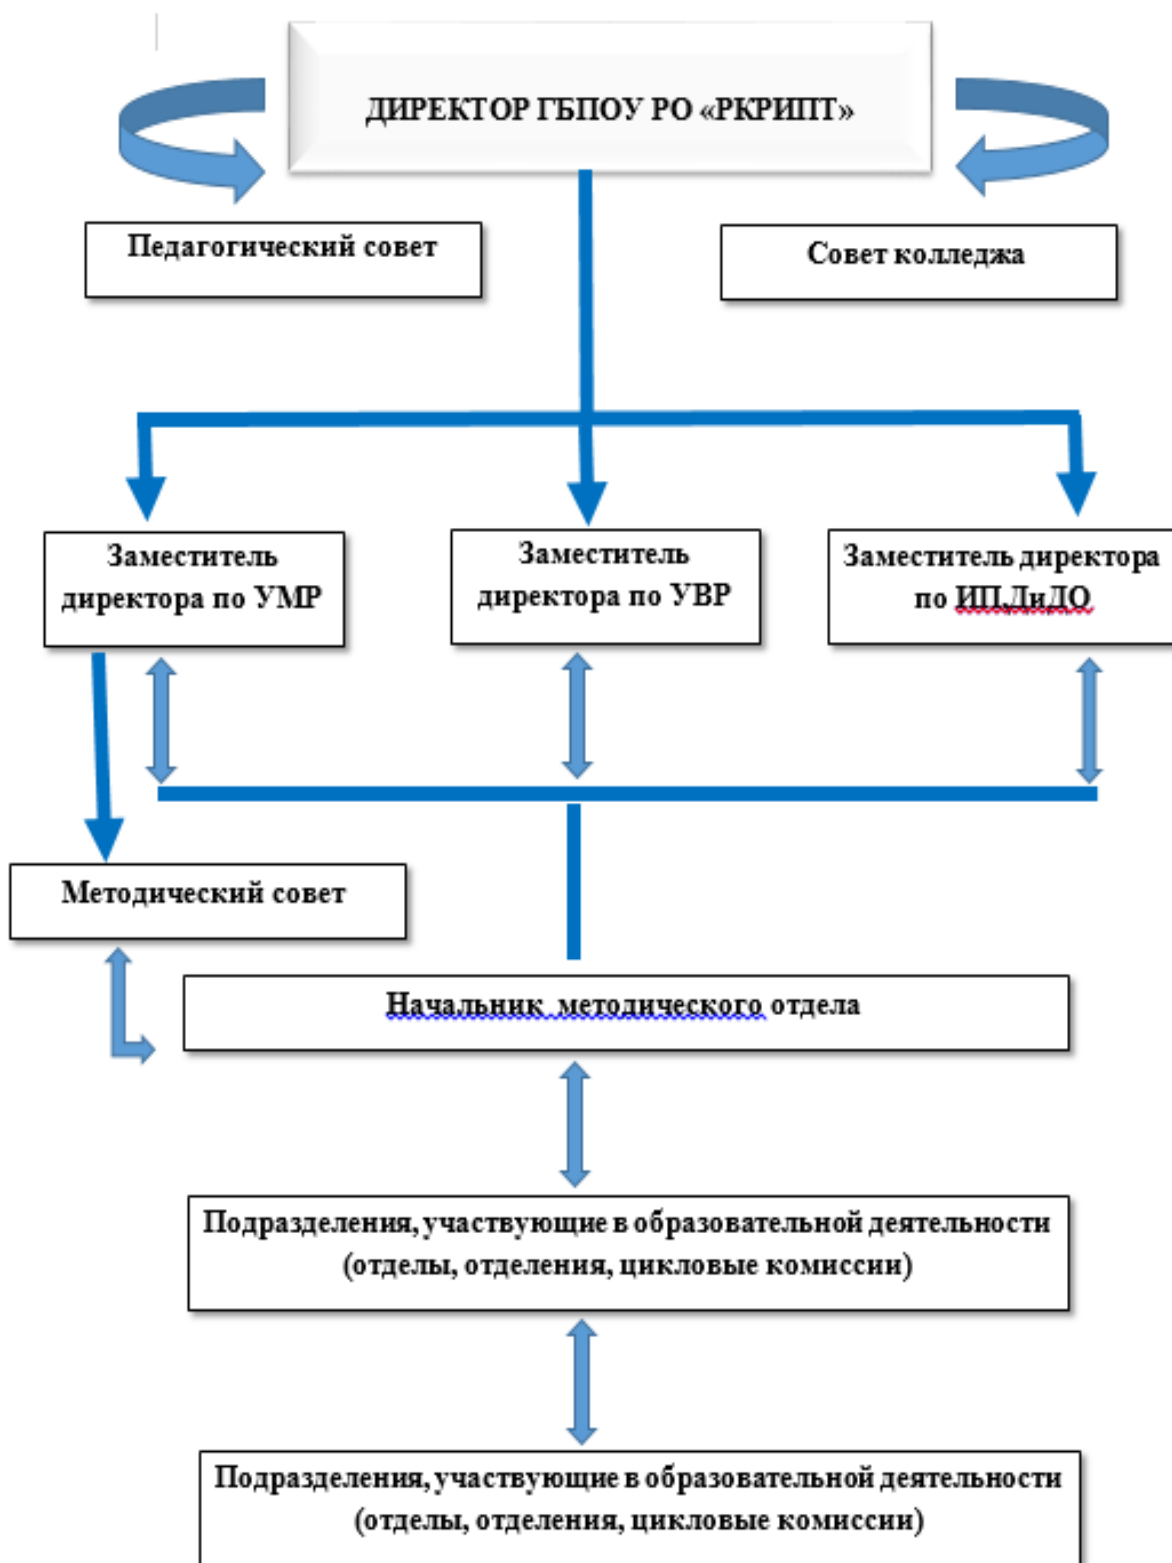 ДИРЕКТОР ГБПОУ РО «РКРИПТ»
Педагогический совет
Совет колледжа
Заместитель
директора по УМР
Заместитель
директора по УВР
Заместитель директора
по ИП,ДиДО
Методический совет
Начальник методического отдела
Подразделения, участвующие в образовательной деятельности
(отделы, отделения, цикловые комиссии)
Подразделения, участвующие в образовательной деятельности
(отделы, отделения, цикловые комиссии)